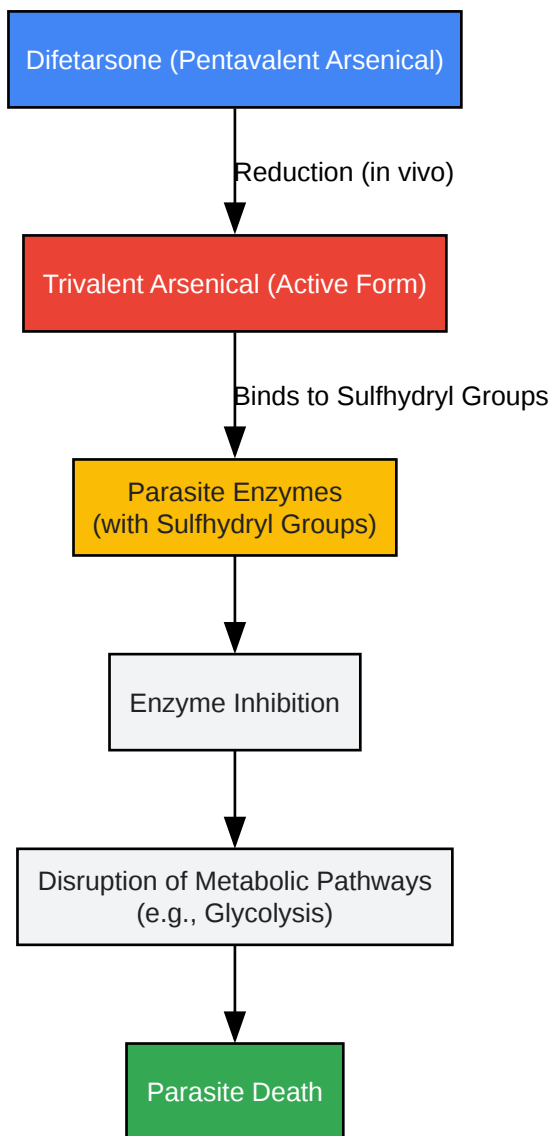 Difetarsone (Pentavalent Arsenical)
Reduction (in vivo)
Trivalent Arsenical (Active Form)
Binds to Sulfhydryl Groups
Parasite Enzymes
(with Sulfhydryl Groups)
Enzyme Inhibition
Disruption of Metabolic Pathways
(e.g., Glycolysis)
Parasite Death